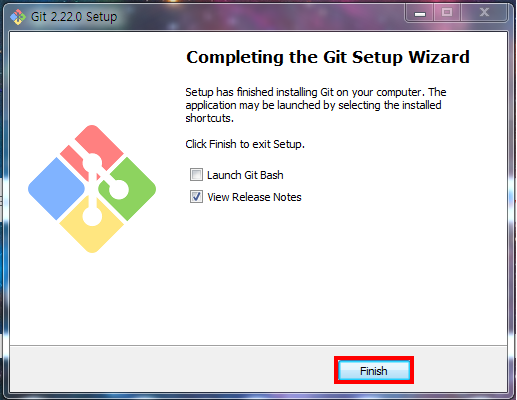 Git 2.22.0 Setup
Completing the Git Setup Wizard
Setup has finished installing Git on your computer. The
application may be launched by selecting the installed
shortcuts.
Click Finish to exit Setup.
Launch Git Bash
View Release Notes
Finish